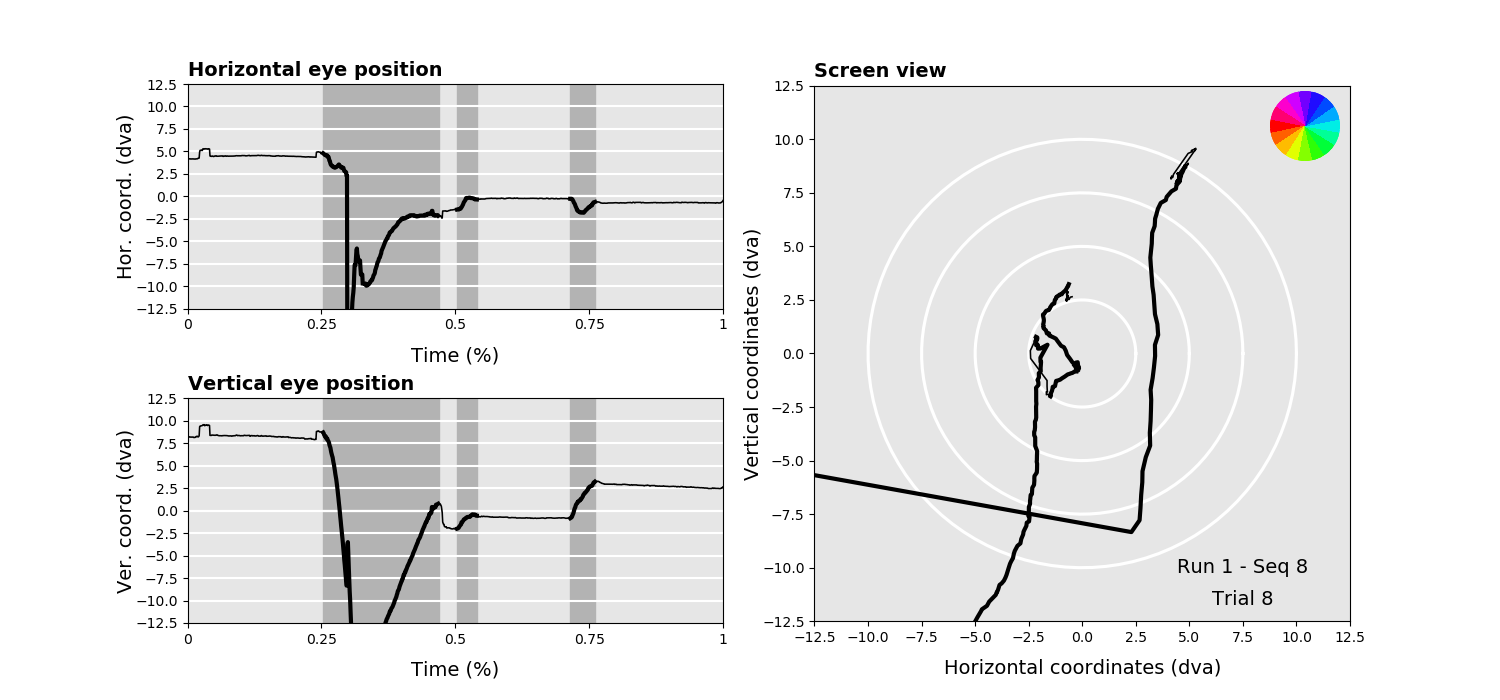 Horizontal eye position
Hor. coord. (dva)
12.5
10.0
7.5
5.0
2.5
0.0
−2.5
−5.0
−7.5
−10.0
−12.5
0 0.25 0.5 0.75 1
Time (%)
Vertical eye position
Ver. coord. (dva)
12.5
10.0
7.5
5.0
2.5
0.0
−2.5
−5.0
−7.5
−10.0
−12.5
0 0.25 0.5 0.75 1
Time (%)
Screen view
Vertical coordinates (dva)
12.5
10.0
7.5
5.0
2.5
0.0
−2.5
−5.0
−7.5
−10.0
−12.5
Run 1 - Seq 8
Trial 8
−12.5 −10.0 −7.5 −5.0 −2.5 0.0 2.5 5.0 7.5 10.0 12.5
Horizontal coordinates (dva)